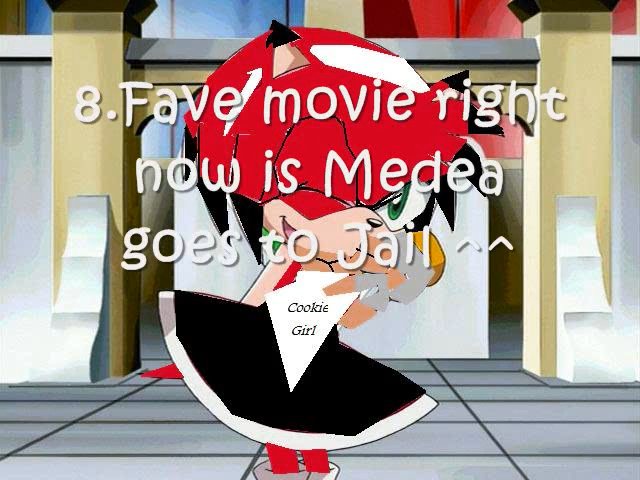 8.Fave movie right
now is Medea
goes to Jail ^^
Cookie
Girl